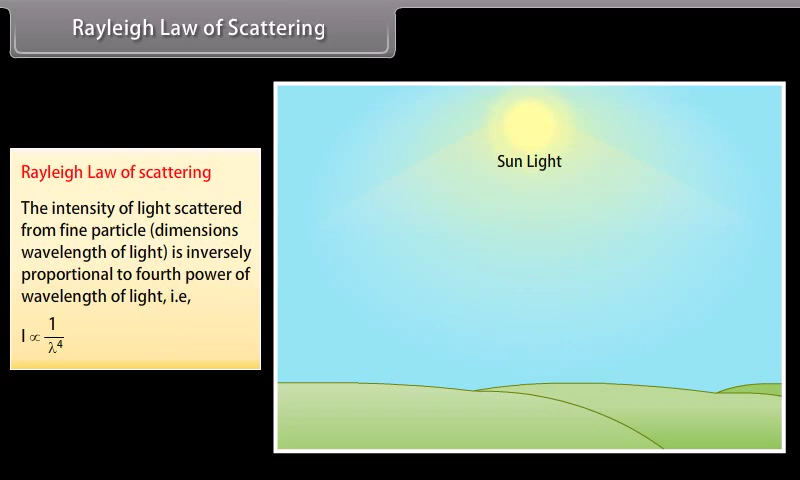 Rayleigh Law of Scattering
Sun Light
Rayleigh Law of scattering
The intensity of light scattered
from fine particle (dimensions
wavelength of light) is inversely
proportional to fourth power of
wavelength of light, i.e,
I ∝ 1/λ⁴